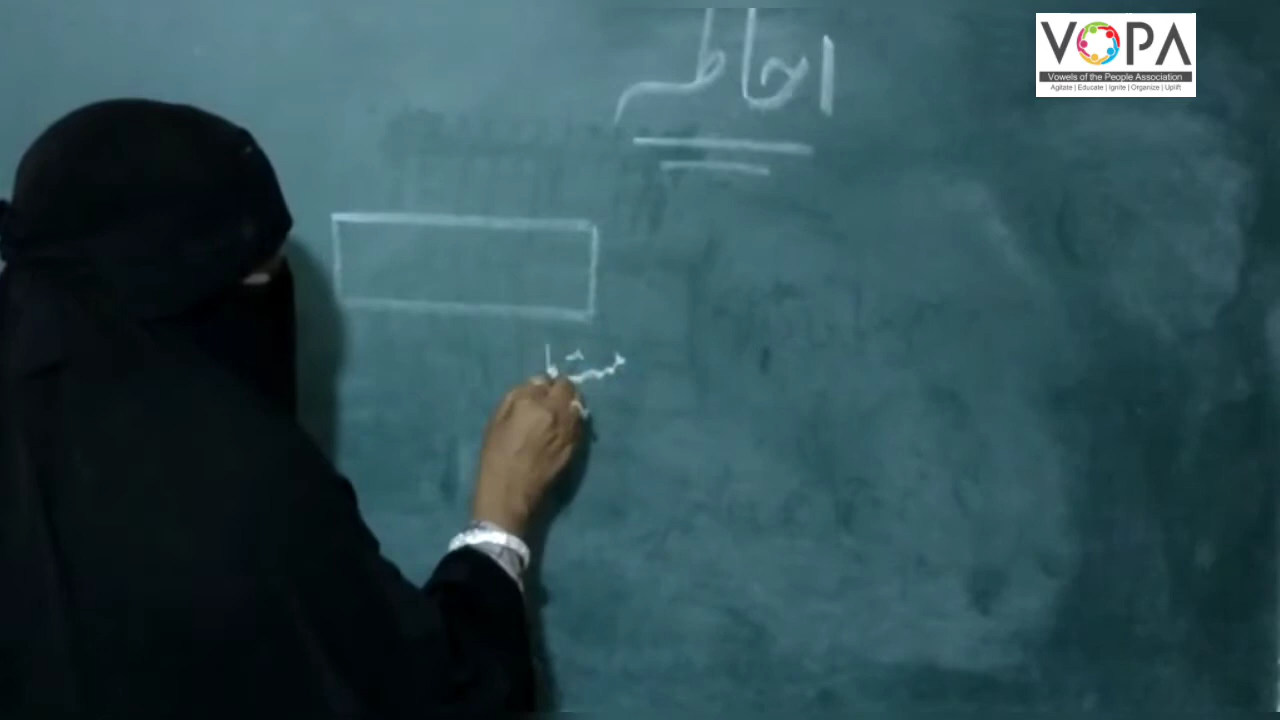 احاطہ
VOPA
Vowels of the People Association
Agitate | Educate | Ignite | Organize | Uplift